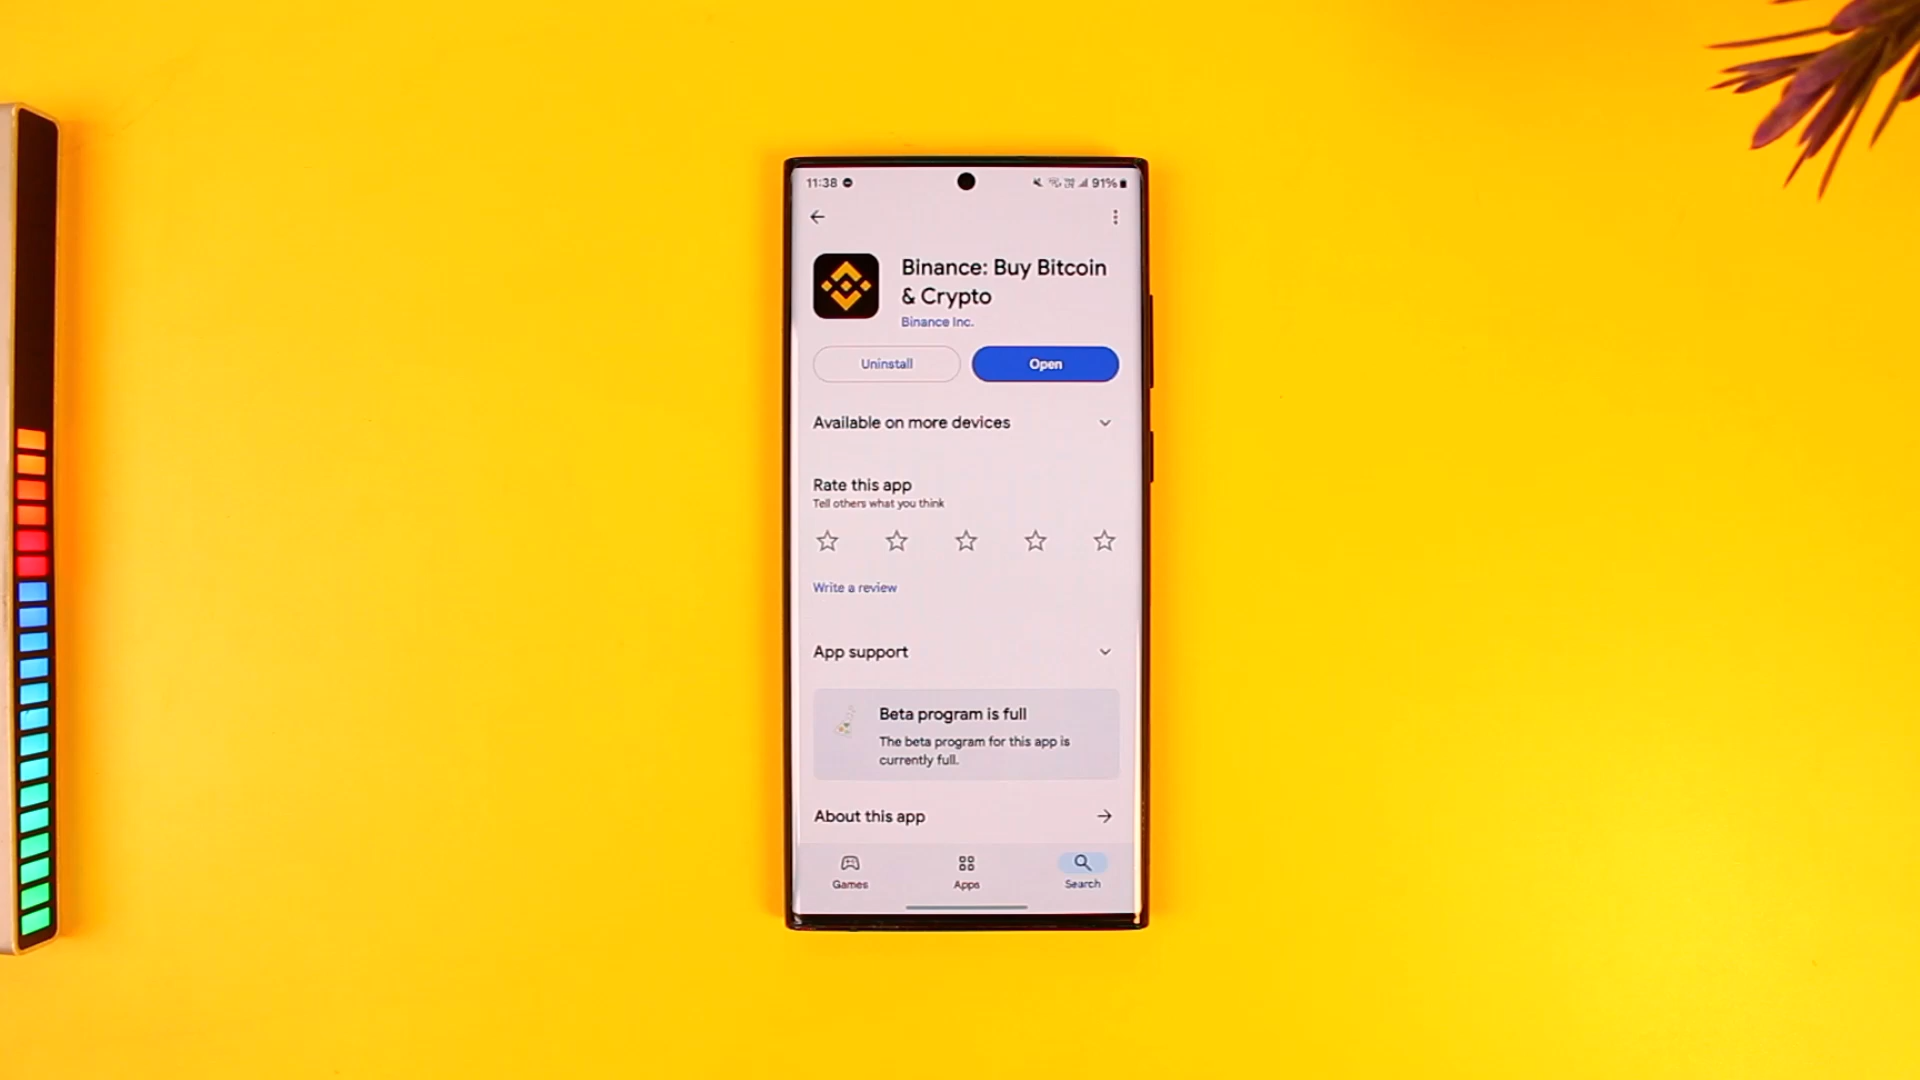 11:38
91%
Binance: Buy Bitcoin
& Crypto
Binance Inc.
Uninstall
Open
Available on more devices
Rate this app
Tell others what you think
Write a review
App support
Beta program is full
The beta program for this app is
currently full.
About this app
Games
Apps
Search